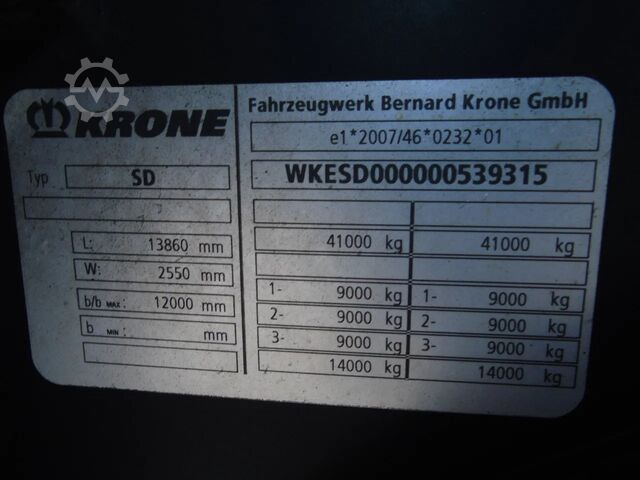 KRONE
Typ SD
L: 13860 mm
W: 2550 mm
b/b MAX: 12000 mm
b MIN: mm
Fahrzeugwerk Bernard Krone GmbH
e1*2007/46*0232*01
WKESD000000539315
41000 kg 41000 kg
1- 9000 kg 1- 9000 kg
2- 9000 kg 2- 9000 kg
3- 9000 kg 3- 9000 kg
14000 kg 14000 kg